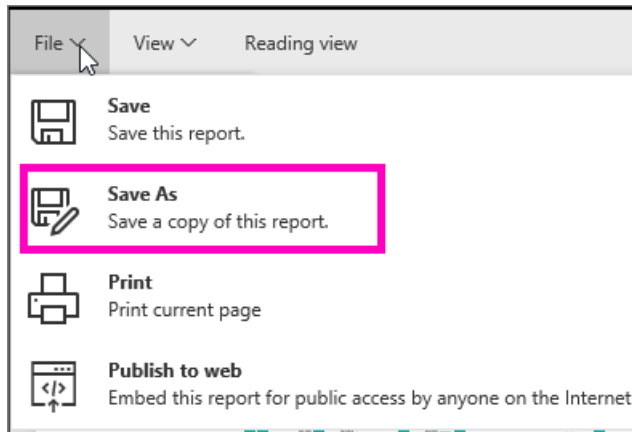 File View Reading view
Save
Save this report.
Save As
Save a copy of this report.
Print
Print current page
Publish to web
Embed this report for public access by anyone on the Internet